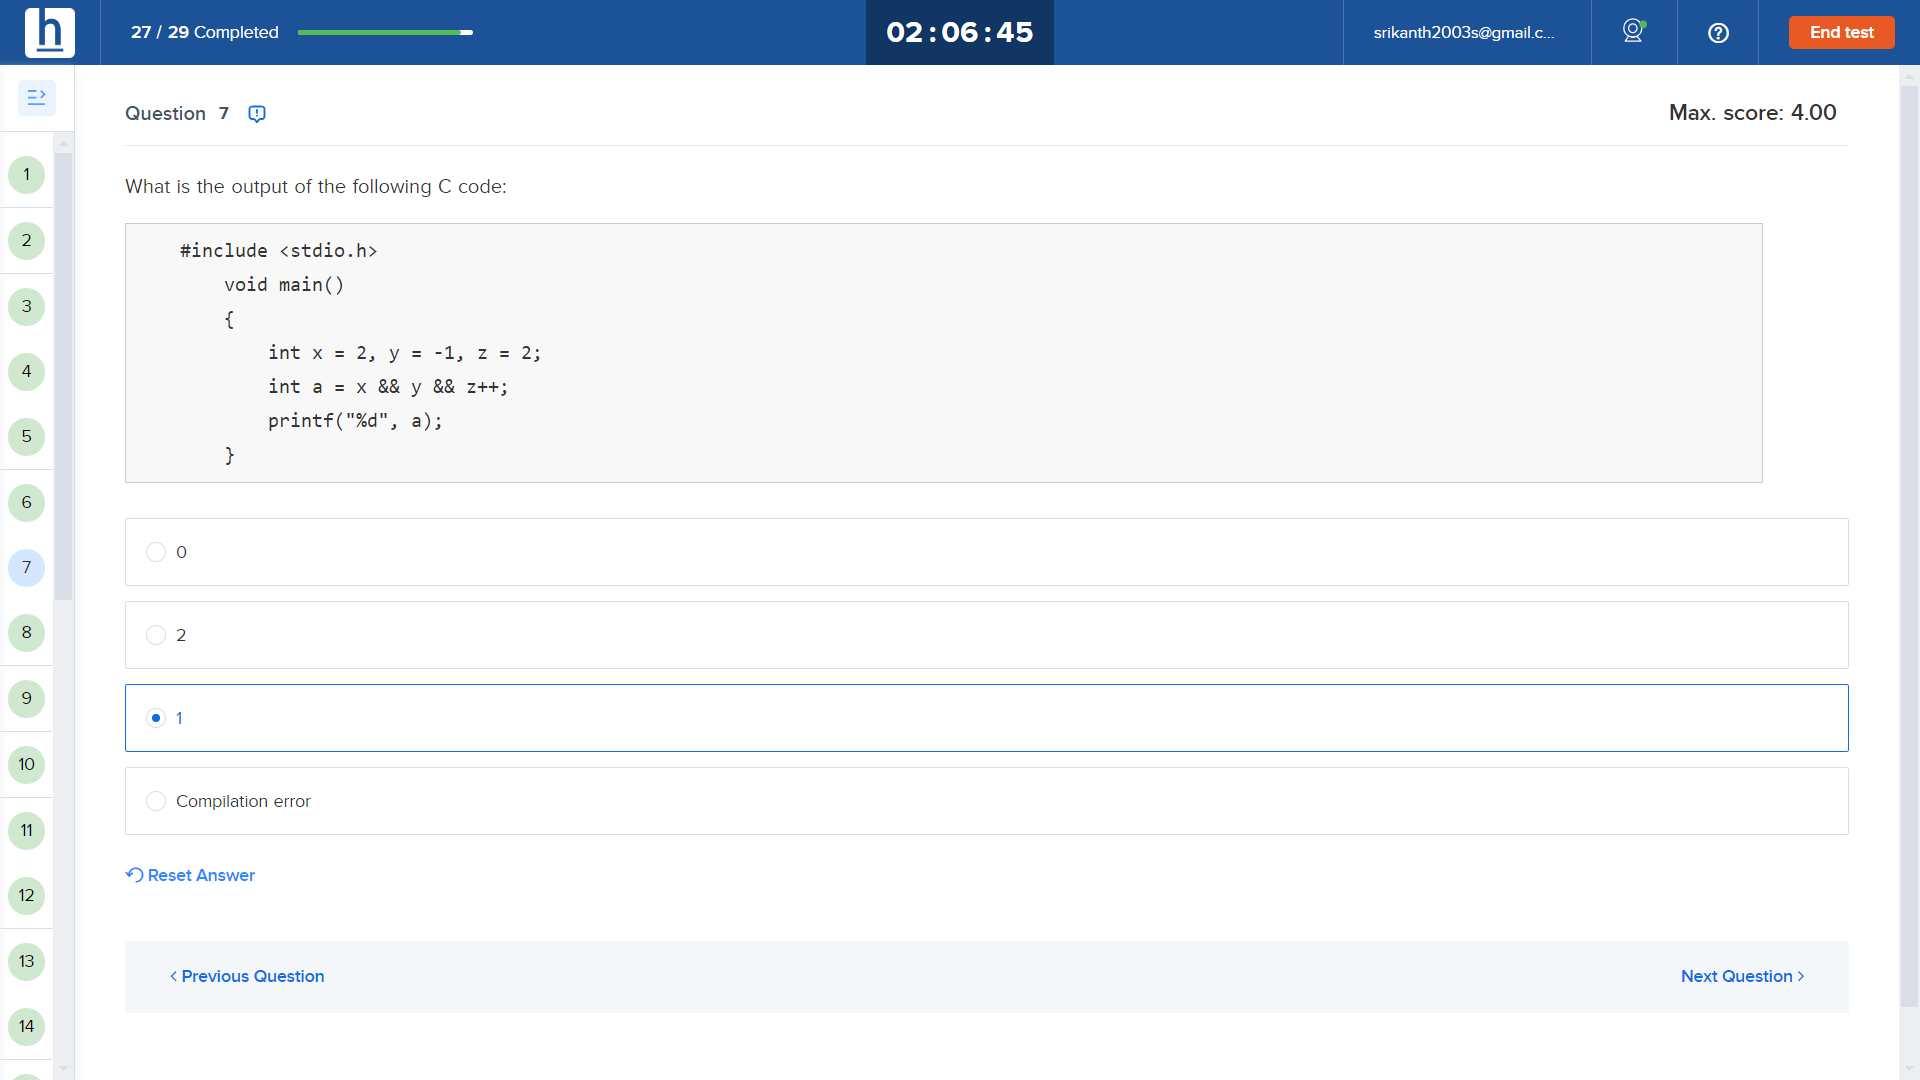 h
27 / 29 Completed
02 : 06 : 45
srikanth2003s@gmail.c...
End test
Question 7
Max. score: 4.00
What is the output of the following C code:
#include <stdio.h>
void main()
{
int x = 2, y = -1, z = 2;
int a = x && y && z++;
printf("%d", a);
}
0
2
1
Compilation error
Reset Answer
< Previous Question
Next Question >
1
2
3
4
5
6
7
8
9
10
11
12
13
14